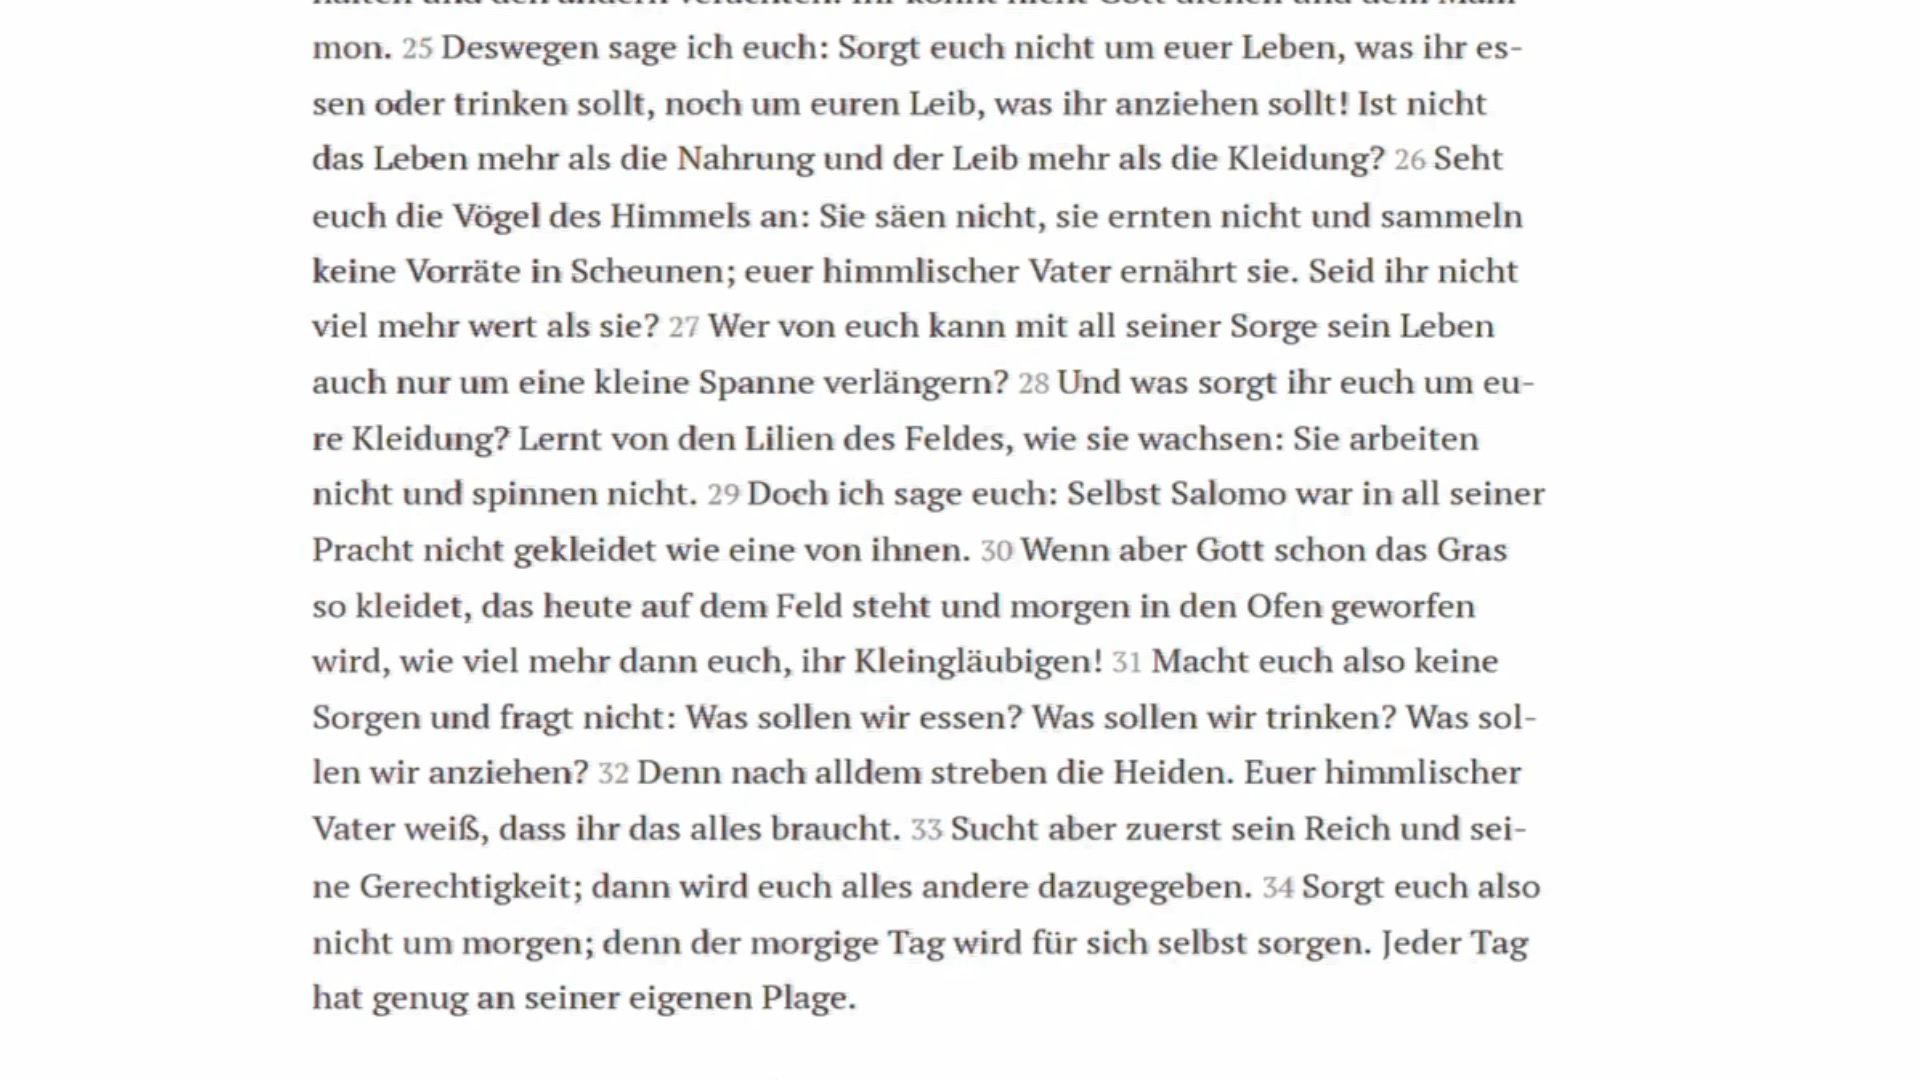 mon. 25 Deswegen sage ich euch: Sorgt euch nicht um euer Leben, was ihr es-
sen oder trinken sollt, noch um euren Leib, was ihr anziehen sollt! Ist nicht
das Leben mehr als die Nahrung und der Leib mehr als die Kleidung? 26 Seht
euch die Vögel des Himmels an: Sie säen nicht, sie ernten nicht und sammeln
keine Vorräte in Scheunen; euer himmlischer Vater ernährt sie. Seid ihr nicht
viel mehr wert als sie? 27 Wer von euch kann mit all seiner Sorge sein Leben
auch nur um eine kleine Spanne verlängern? 28 Und was sorgt ihr euch um eu-
re Kleidung? Lernt von den Lilien des Feldes, wie sie wachsen: Sie arbeiten
nicht und spinnen nicht. 29 Doch ich sage euch: Selbst Salomo war in all seiner
Pracht nicht gekleidet wie eine von ihnen. 30 Wenn aber Gott schon das Gras
so kleidet, das heute auf dem Feld steht und morgen in den Ofen geworfen
wird, wie viel mehr dann euch, ihr Kleingläubigen! 31 Macht euch also keine
Sorgen und fragt nicht: Was sollen wir essen? Was sollen wir trinken? Was sol-
len wir anziehen? 32 Denn nach alldem streben die Heiden. Euer himmlischer
Vater weiß, dass ihr das alles braucht. 33 Sucht aber zuerst sein Reich und sei-
ne Gerechtigkeit; dann wird euch alles andere dazugegeben. 34 Sorgt euch also
nicht um morgen; denn der morgige Tag wird für sich selbst sorgen. Jeder Tag
hat genug an seiner eigenen Plage.